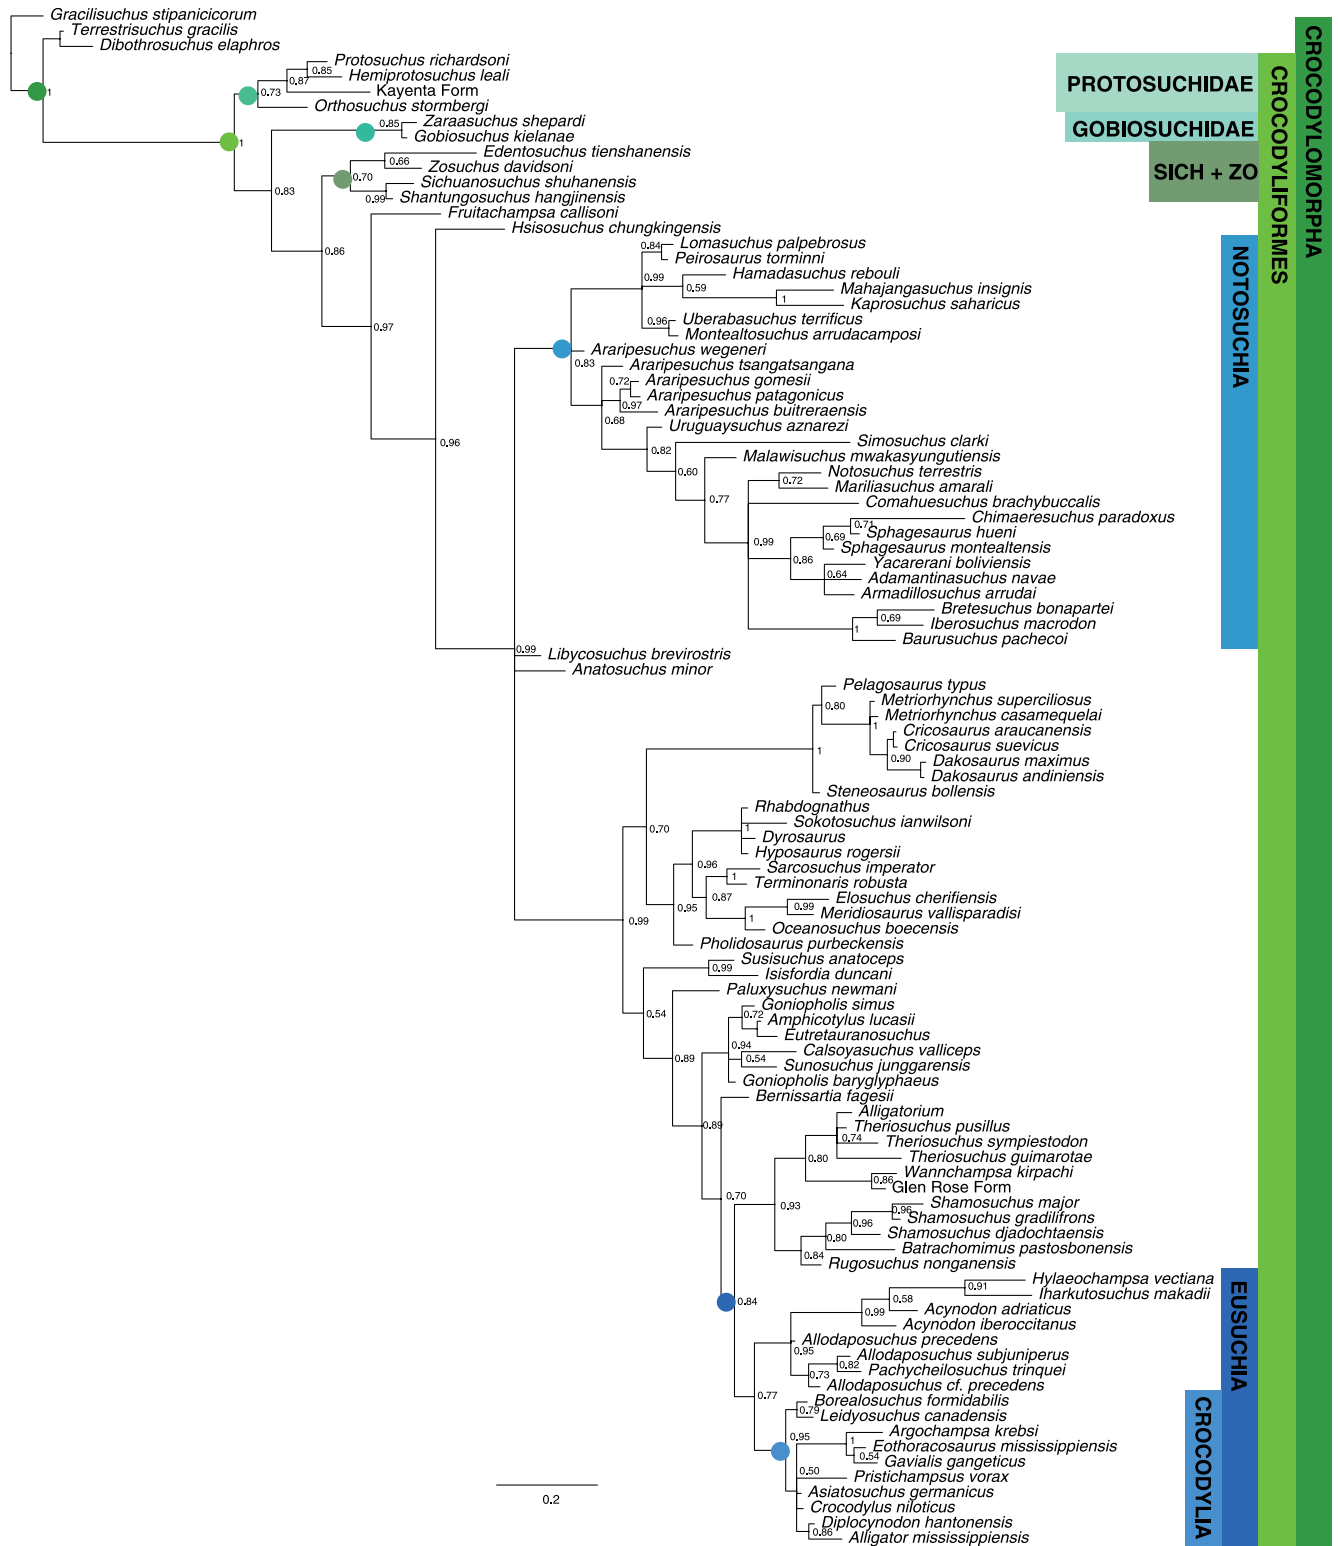 Gracilisuchus stipanicicorum
Terrestrisuchus gracilis
Dibothrosuchus elaphros
1
Protosuchus richardsoni
0.85
Hemiprotosuchus leali
0.87
Kayenta Form
0.73
Orthosuchus stormbergi
1
Zaraasuchus shepardi
0.85
Gobiosuchus kielanae
Edentosuchus tienshanensis
0.66
Zosuchus davidsoni
0.70
Sichuanosuchus shuhanensis
0.83
0.99
Shantungosuchus hangjinensis
Fruitachampsa callisoni
Hsisosuchus chungkingensis
0.86
Lomasuchus palpebrosus
0.84
Peirosaurus torminni
Hamadasuchus rebouli
0.99
0.59
Mahajangasuchus insignis
1
Kaprosuchus saharicus
0.97
Uberabasuchus terrificus
0.96
Montealtosuchus arrudacamposi
Araripesuchus wegeneri
0.83
Araripesuchus tsangatsangana
Araripesuchus gomesii
0.72
Araripesuchus patagonicus
0.97
Araripesuchus buitreraensis
0.68
Uruguaysuchus aznarezi
0.96
0.82
Simosuchus clarki
Malawisuchus mwakasyungutiensis
0.60
Notosuchus terrestris
0.72
Mariliasuchus amarali
0.77
Comahuesuchus brachybuccalis
Chimaeresuchus paradoxus
0.71
Sphagesaurus hueni
0.69
0.99
Sphagesaurus montealtensis
0.86
Yacarerani boliviensis
0.64
Adamantinasuchus navae
Armadillosuchus arrudai
Bretesuchus bonapartei
0.69
Iberosuchus macrodon
1
Baurusuchus pachecoi
0.99
Libycosuchus brevirostris
Anatosuchus minor
Pelagosaurus typus
0.80
Metriorhynchus superciliosus
Metriorhynchus casamequelai
1
Cricosaurus araucanensis
Cricosaurus suevicus
1
0.90
Dakosaurus maximus
Dakosaurus andiniensis
Steneosaurus bollensis
Rhabdognathus
0.70
1
Sokotosuchus ianwilsoni
Dyrosaurus
Hyposaurus rogersii
0.96
Sarcosuchus imperator
1
Terminonaris robusta
0.87
Elosuchus cherifiensis
0.95
0.99
Meridiosaurus vallisparadisi
0.99
1
Oceanosuchus boecensis
Pholidosaurus purbeckensis
Susisuchus anatoceps
0.99
Isisfordia duncani
Paluxysuchus newmani
Goniopholis simus
0.54
0.72
Amphicotylus lucasii
Eutretauranosuchus
0.94
Calsoyasuchus valliceps
0.89
0.54
Sunosuchus junggarensis
Goniopholis baryglyphaeus
Bernissartia fagesii
Alligatorium
0.89
Theriosuchus pusillus
0.74
Theriosuchus sympiestodon
0.80
Theriosuchus guimarotae
Wannchampsa kirpachi
0.86
Glen Rose Form
0.70
0.93
Shamosuchus major
0.96
Shamosuchus gradilifrons
0.96
Shamosuchus djadochtaensis
0.80
Batrachomimus pastosbonensis
0.84
Rugosuchus nonganensis
Hylaeochampsa vectiana
0.91
Iharkutosuchus makadii
0.84
0.58
Acynodon adriaticus
0.99
Acynodon iberoccitanus
Allodaposuchus precedens
0.95
Allodaposuchus subjuniperus
0.82
Pachycheilosuchus trinquei
0.73
Allodaposuchus cf. precedens
0.77
Borealosuchus formidabilis
0.79
Leidyosuchus canadensis
Argochampsa krebsi
0.95
1
Eothoracosaurus mississippiensis
0.54
Gavialis gangeticus
0.50
Pristichampsus vorax
Asiatosuchus germanicus
Crocodylus niloticus
Diplocynodon hantonensis
0.86
Alligator mississippiensis
0.2
PROTOSUCHIDAE
GOBIOSUCHIDAE
SICH + ZO
NOTOSUCHIA
CROCODYLIFORMES
CROCODYLOMORPHA
EUSUCHIA
CROCODYLIA